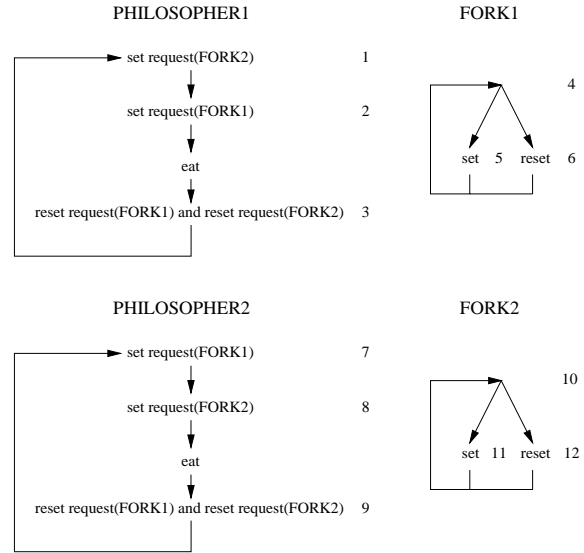 PHILOSOPHER1
set request(FORK2) 1
set request(FORK1) 2
eat
reset request(FORK1) and reset request(FORK2) 3
FORK1
4
set 5 reset 6
PHILOSOPHER2
set request(FORK1) 7
set request(FORK2) 8
eat
reset request(FORK1) and reset request(FORK2) 9
FORK2
10
set 11 reset 12